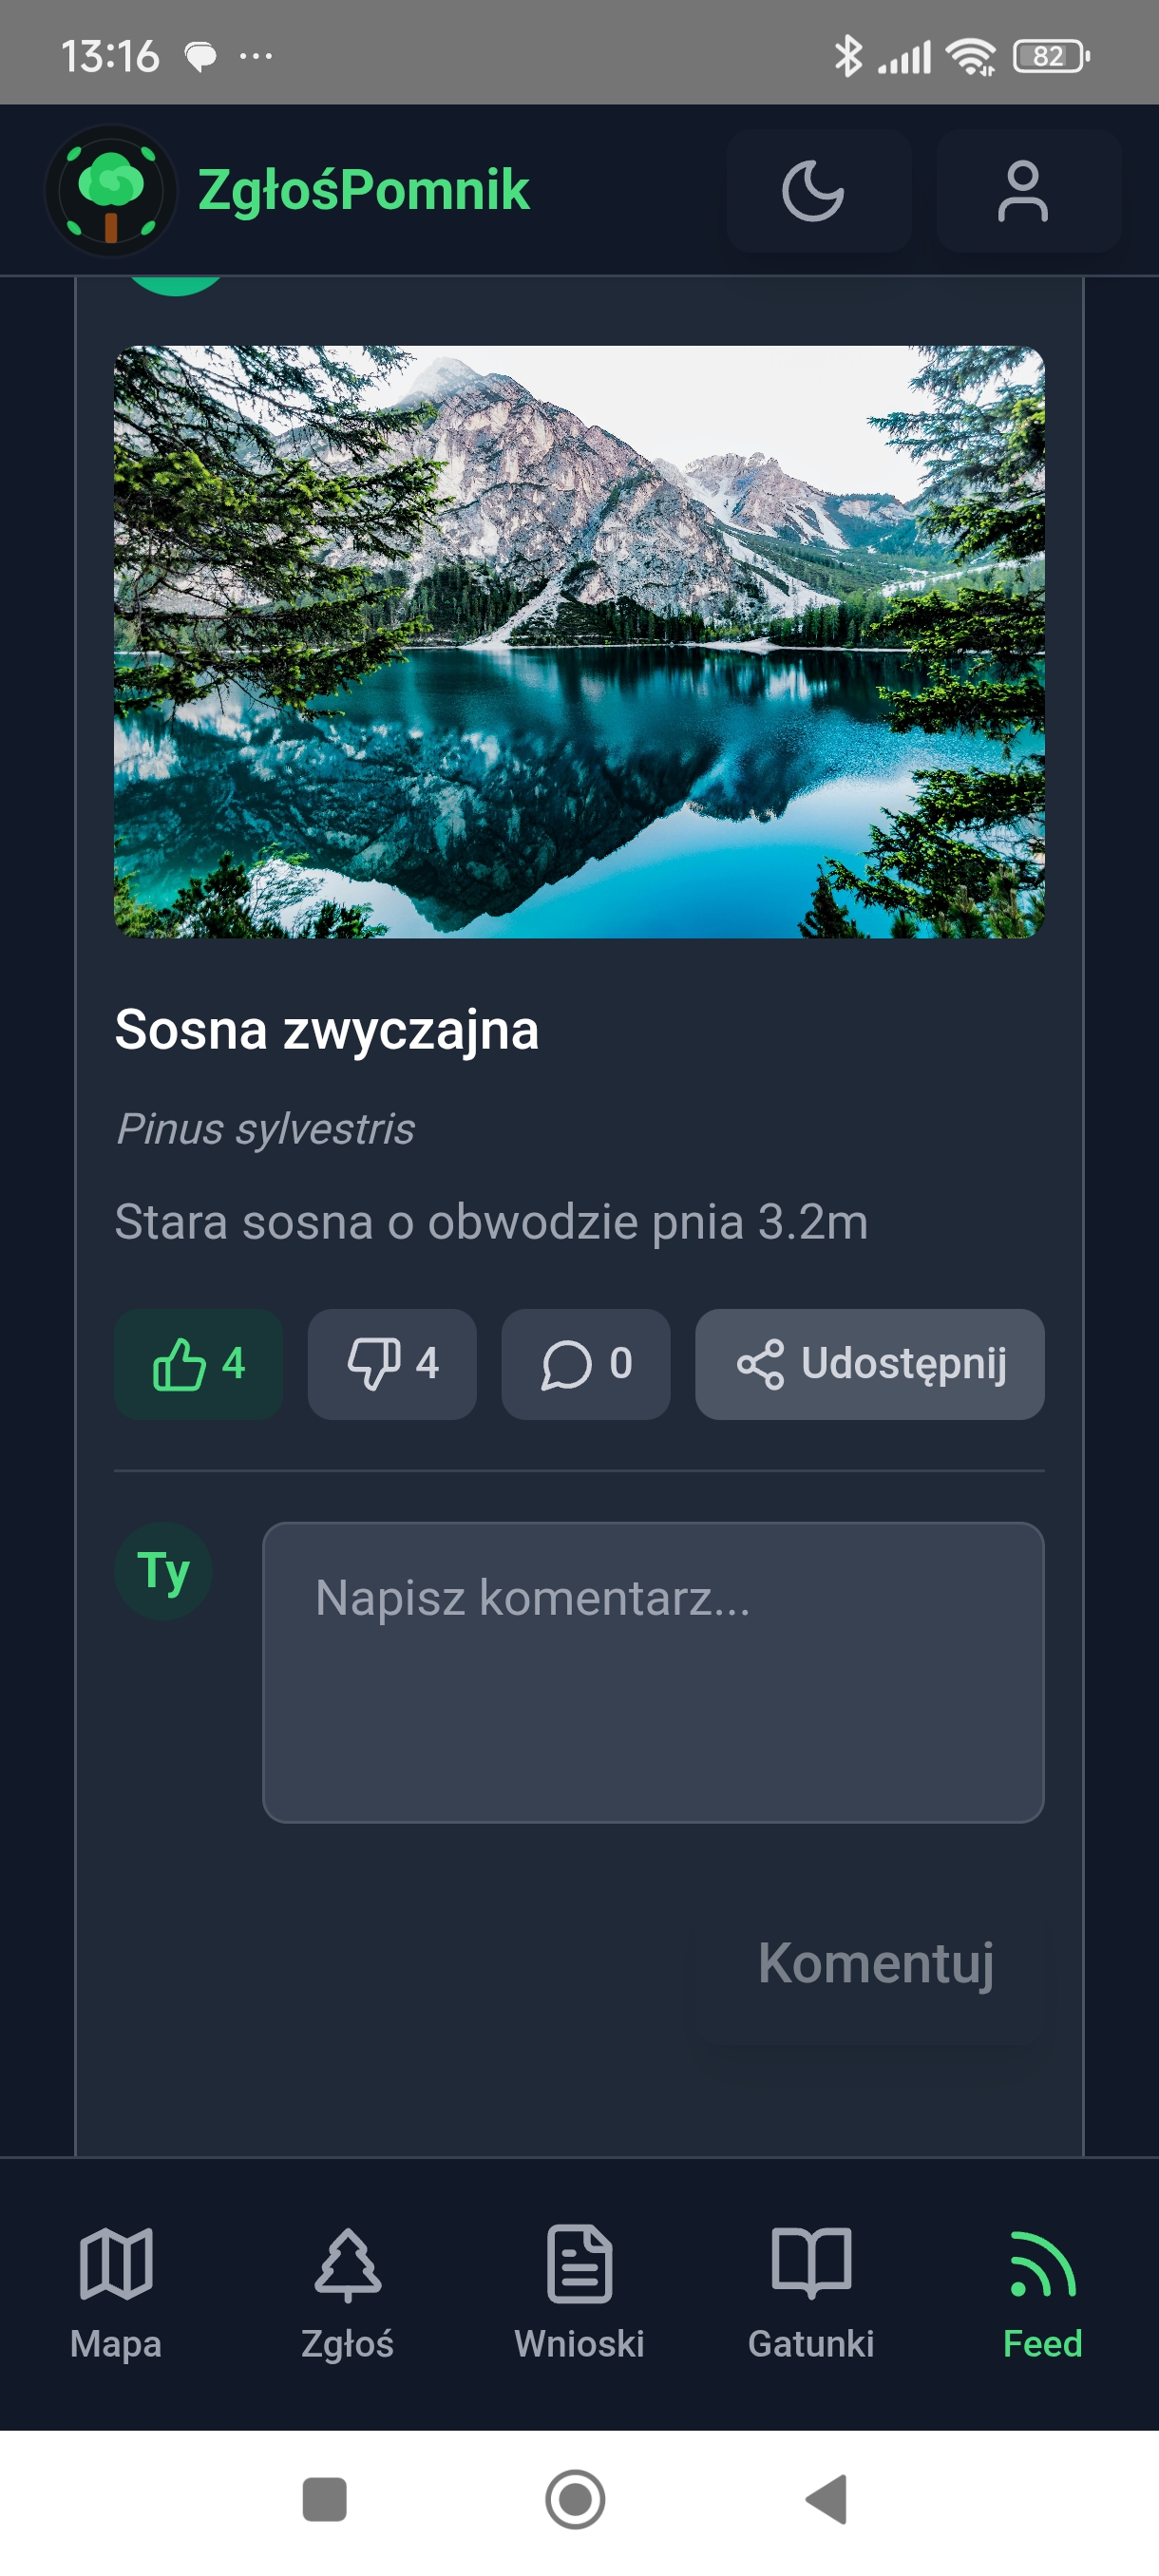 13:16
82
ZgłośPomnik
Sosna zwyczajna
Pinus sylvestris
Stara sosna o obwodzie pnia 3.2m
4 4 0 Udostępnij
Ty
Napisz komentarz...
Komentuj
Mapa Zgłoś Wnioski Gatunki Feed